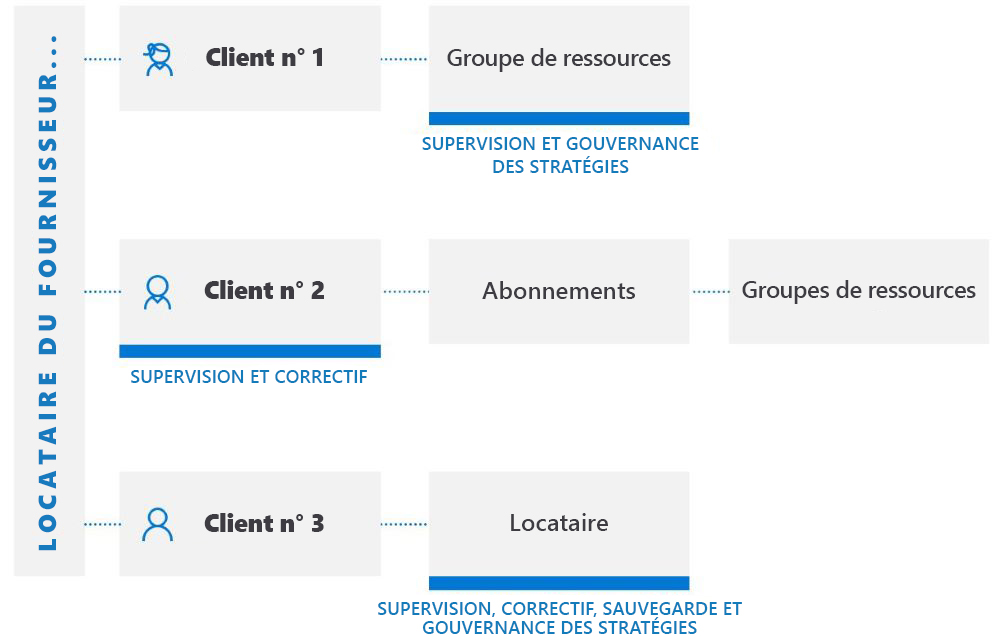 LOCATAIRE DU FOURNISSEUR...
Client n° 1
Groupe de ressources
SUPERVISION ET GOUVERNANCE
DES STRATÉGIES
Client n° 2
Abonnements
Groupes de ressources
SUPERVISION ET CORRECTIF
Client n° 3
Locataire
SUPERVISION, CORRECTIF, SAUVEGARDE ET
GOUVERNANCE DES STRATÉGIES